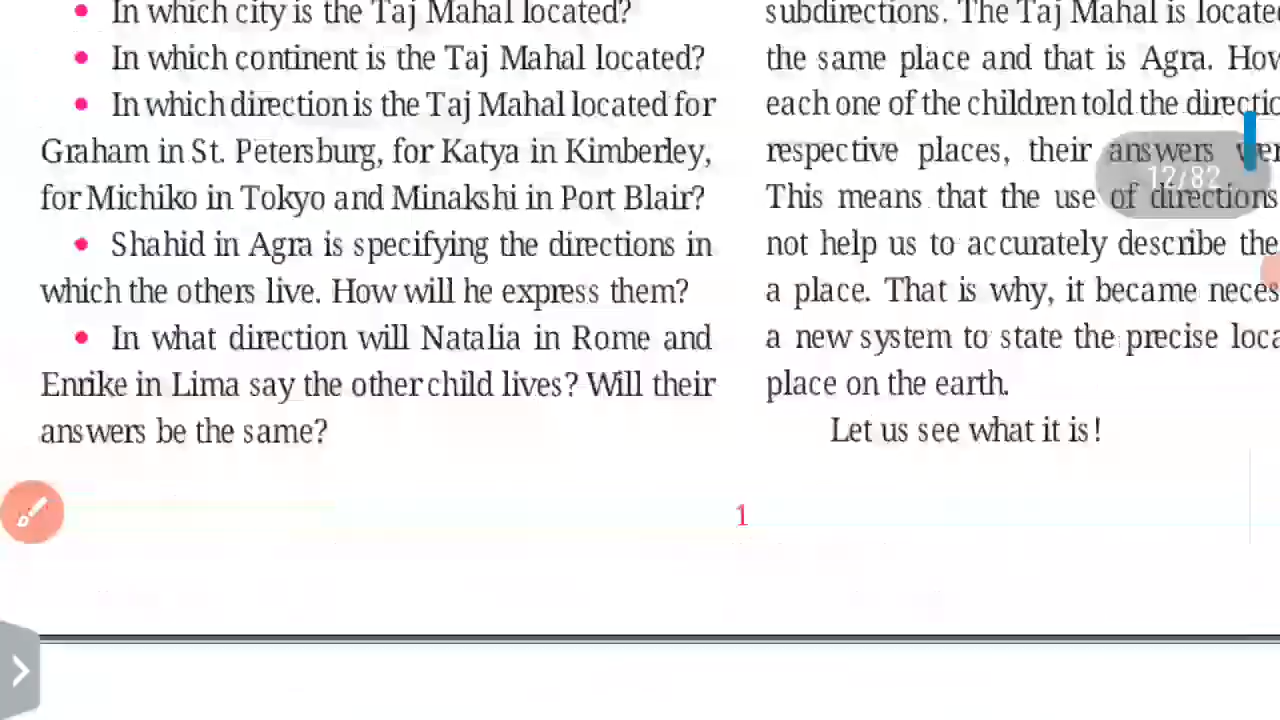 • In which city is the Taj Mahal located?
• In which continent is the Taj Mahal located?
• In which direction is the Taj Mahal located for
Graham in St. Petersburg, for Katya in Kimberley,
for Michiko in Tokyo and Minakshi in Port Blair?
• Shahid in Agra is specifying the directions in
which the others live. How will he express them?
• In what direction will Natalia in Rome and
Enrike in Lima say the other child lives? Will their
answers be the same?
subdirections. The Taj Mahal is
the same place and that is Agra.
each one of the children told the
respective places, their answers
This means that the use of directions
not help us to accurately describe the
a place. That is why, it became
a new system to state the precise
place on the earth.
Let us see what it is!
12/82
1